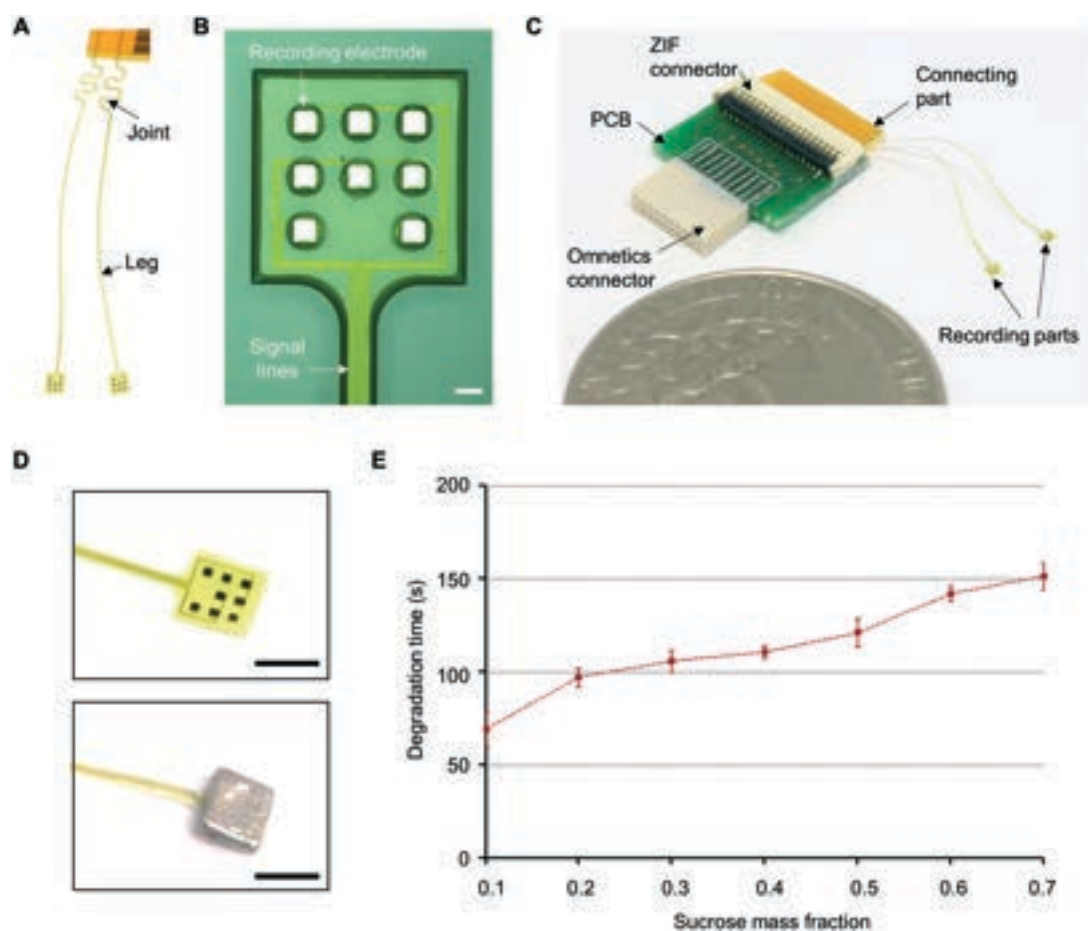 A
Joint
Leg
B
Recording electrode
Signal
lines
C
ZIF
connector
Connecting
part
PCB
Omnetics
connector
Recording parts
D
E
Degradation time (s)
200
150
100
50
0
0.1 0.2 0.3 0.4 0.5 0.6 0.7
Sucrose mass fraction